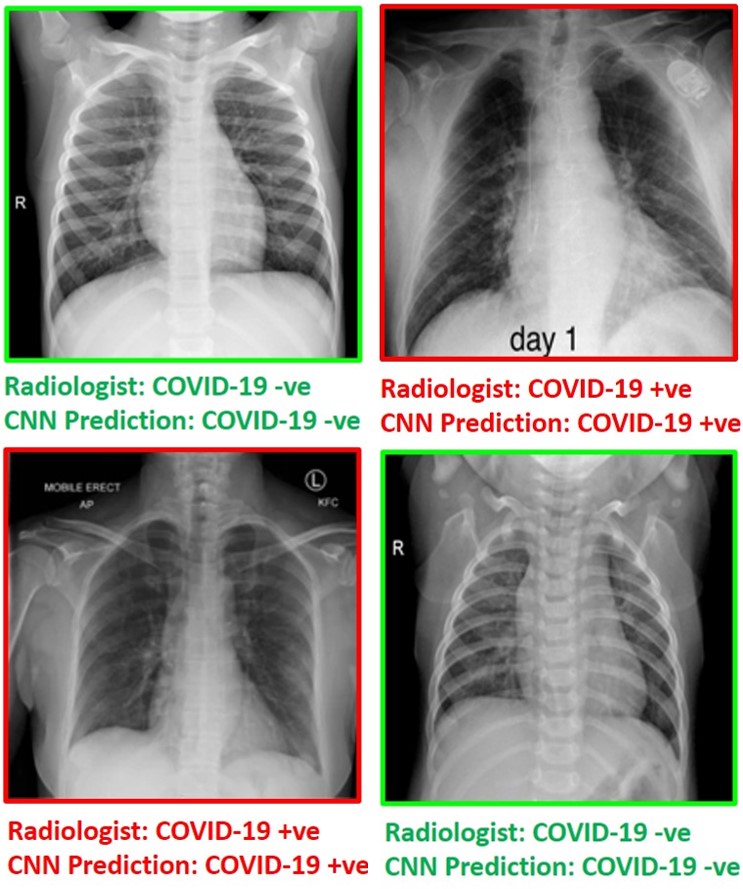 R
day 1
Radiologist: COVID-19 -ve
CNN Prediction: COVID-19 -ve
Radiologist: COVID-19 +ve
CNN Prediction: COVID-19 +ve
MOBILE ERECT
AP
L
KFC
R
Radiologist: COVID-19 +ve
CNN Prediction: COVID-19 +ve
Radiologist: COVID-19 -ve
CNN Prediction: COVID-19 -ve